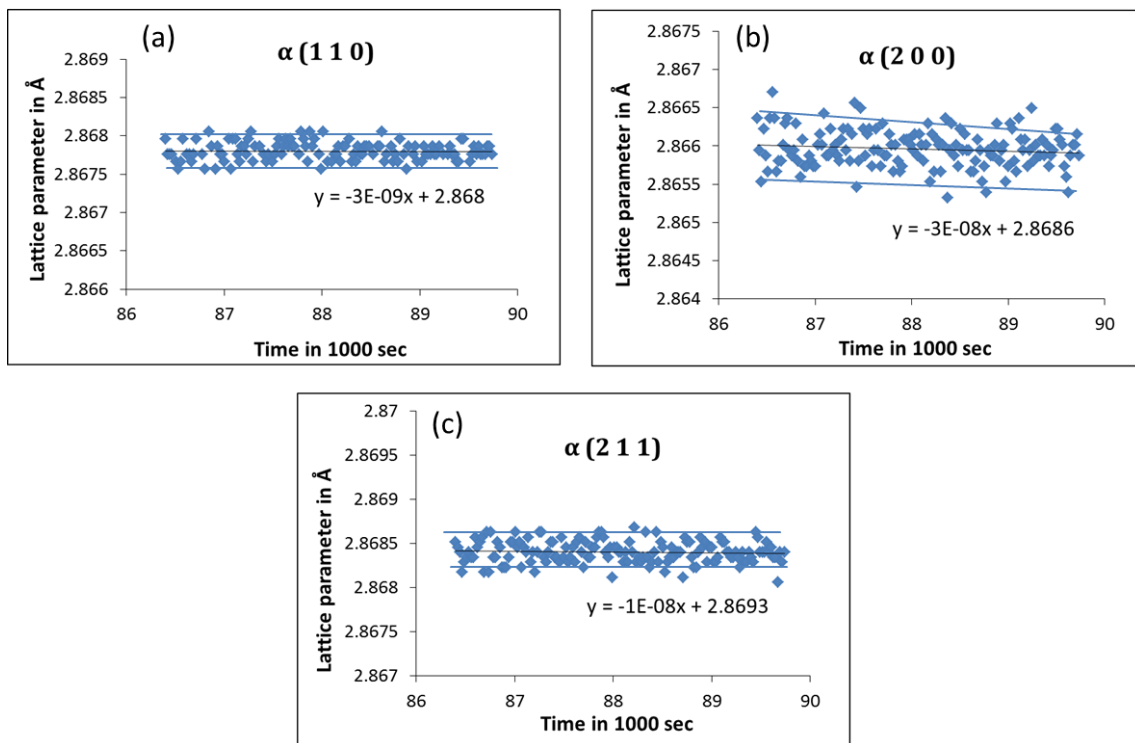 (a)
α (1 1 0)
Lattice parameter in Å
2.869
2.8685
2.868
2.8675
2.867
2.8665
2.866
y = -3E-09x + 2.868
86 87 88 89 90
Time in 1000 sec
(b)
α (2 0 0)
Lattice parameter in Å
2.8675
2.867
2.8665
2.866
2.8655
2.865
2.8645
2.864
y = -3E-08x + 2.8686
86 87 88 89 90
Time in 1000 sec
(c)
α (2 1 1)
Lattice parameter in Å
2.87
2.8695
2.869
2.8685
2.868
2.8675
2.867
y = -1E-08x + 2.8693
86 87 88 89 90
Time in 1000 sec